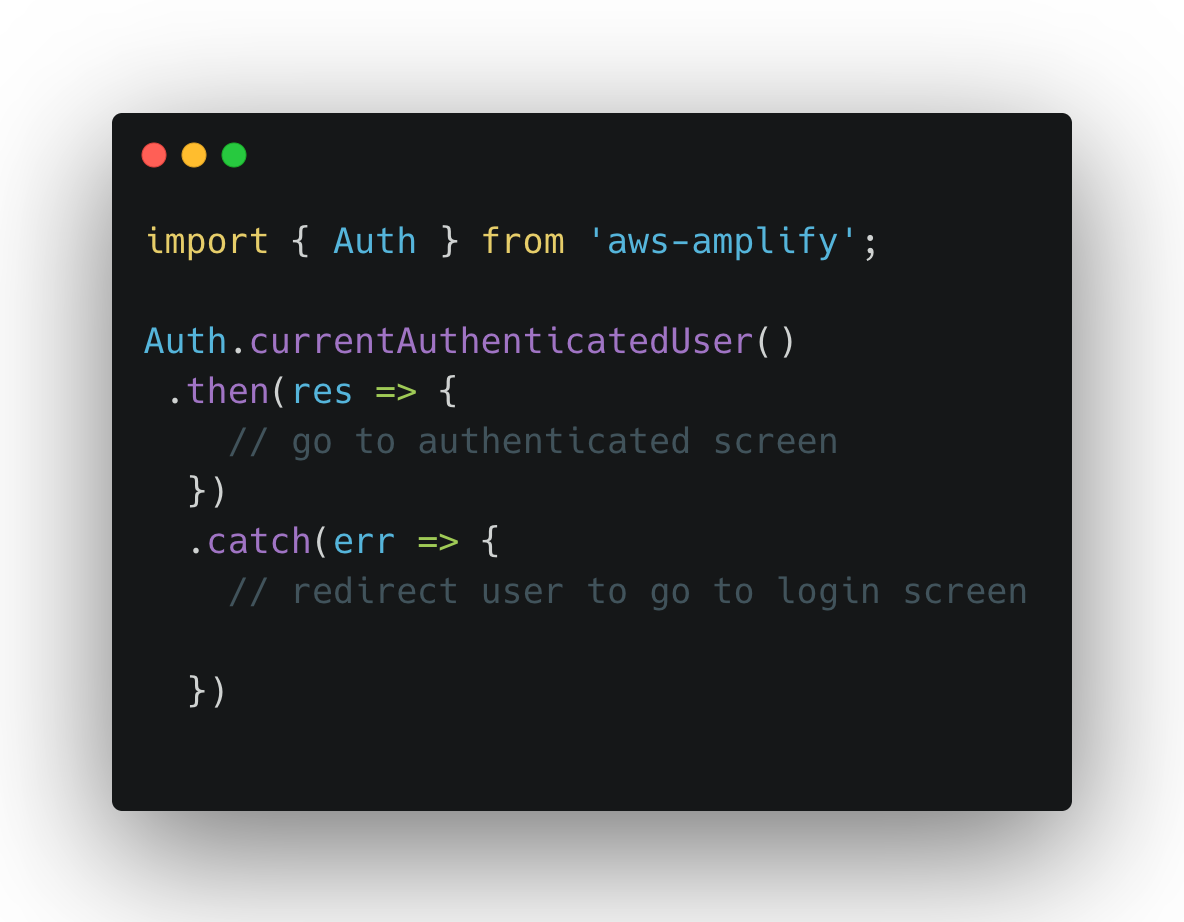 import { Auth } from 'aws-amplify';
Auth.currentAuthenticatedUser()
 .then(res => {
    // go to authenticated screen
  })
  .catch(err => {
    // redirect user to go to login screen
  })